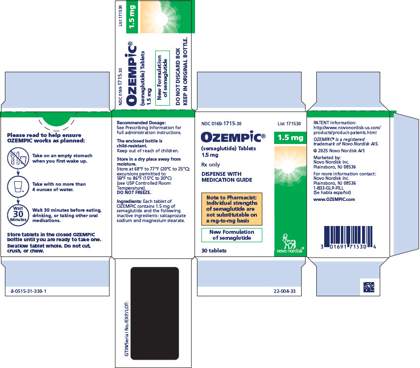 Please read to help ensure
OZEMPIC works as planned:
Take on an empty stomach
when you first wake up.
Take with no more than
4 ounces of water.
Wait
30
Minutes
Wait 30 minutes before eating,
drinking, or taking other oral
medications.
Store tablets in the closed OZEMPIC
bottle until you are ready to take one.
Swallow tablet whole. Do not cut,
crush, or chew.
8-0515-31-338-1
NDC 0169-1715-30
List 171530
OZEMPIC®
(semaglutide) Tablets
1.5 mg
1.5 mg
New Formulation
of semaglutide
DO NOT DISCARD BOX
KEEP IN ORIGINAL BOTTLE.
Recommended Dosage:
See Prescribing Information for
full administration instructions.
The enclosed bottle is
child-resistant.
Keep out of reach of children.
Store in a dry place away from
moisture.
Store at 68°F to 77°F (20°C to 25°C);
excursions permitted to
59°F to 86°F (15°C to 30°C)
(see USP Controlled Room
Temperature).
DO NOT FREEZE.
Ingredients: Each tablet of
OZEMPIC contains 1.5 mg of
semaglutide and the following
inactive ingredients: salcaprozate
sodium and magnesium stearate.
GTIN/Serial No./EXP/LOT:
NDC 0169-1715-30
List 171530
OZEMPIC®
(semaglutide) Tablets
1.5 mg
1.5 mg
Rx only
DISPENSE WITH
MEDICATION GUIDE
Note to Pharmacist:
Individual strengths
of semaglutide are
not substitutable on
a mg-to-mg basis
New Formulation
of semaglutide
30 tablets
novo nordisk®
22-504-33
PATENT Information:
http://www.novonordisk-us.com/
products/product-patents.html
OZEMPIC® is a registered
trademark of Novo Nordisk A/S
© 2025 Novo Nordisk A/S
Marketed by:
Novo Nordisk Inc.
Plainsboro, NJ 08536
For more information contact:
Novo Nordisk Inc.
Plainsboro, NJ 08536
1-833-GLP-PILL
(Se habla español)
www.OZEMPIC.com
3 01691 71530 4